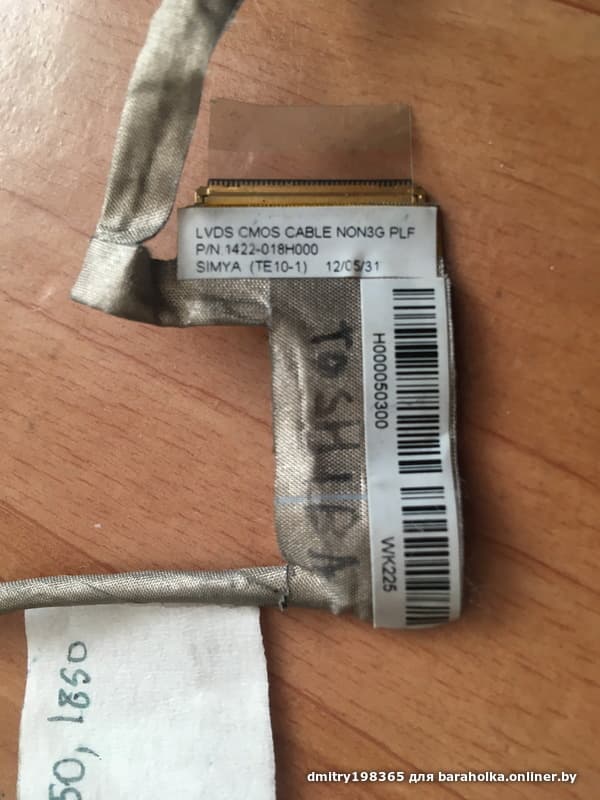 LVDS CMOS CABLE NON3G PLF
P/N:1422-018H000
SIMYA (TE10-1) 12/05/31
TOSHIBA
H000050300
WK225
50, L850
dmitry198365 для baraholka.onliner.by